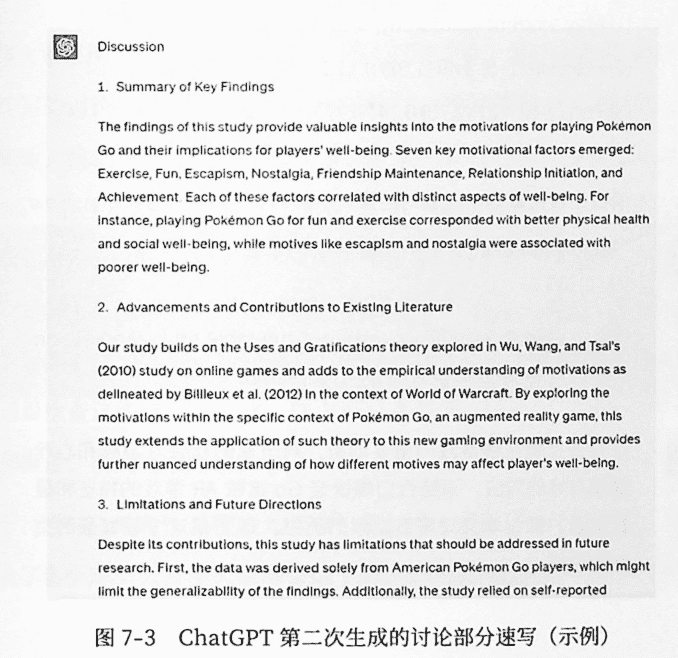 Discussion
1. Summary of Key Findings
The findings of this study provide valuable insights into the motivations for playing Pokémon
Go and their implications for players' well-being. Seven key motivational factors emerged:
Exercise, Fun, Escapism, Nostalgia, Friendship Maintenance, Relationship Initiation, and
Achievement. Each of these factors correlated with distinct aspects of well-being. For
instance, playing Pokémon Go for fun and exercise corresponded with better physical health
and social well-being, while motives like escapism and nostalgia were associated with
poorer well-being.
2. Advancements and Contributions to Existing Literature
Our study builds on the Uses and Gratifications theory explored in Wu, Wang, and Tsai's
(2010) study on online games and adds to the empirical understanding of motivations as
delineated by Billieux et al. (2012) in the context of World of Warcraft. By exploring the
motivations within the specific context of Pokémon Go, an augmented reality game, this
study extends the application of such theory to this new gaming environment and provides
further nuanced understanding of how different motives may affect player's well-being.
3. Limitations and Future Directions
Despite its contributions, this study has limitations that should be addressed in future
research. First, the data was derived solely from American Pokémon Go players, which might
limit the generalizability of the findings. Additionally, the study relied on self-reported
图 7-3 ChatGPT 第二次生成的讨论部分速写（示例）